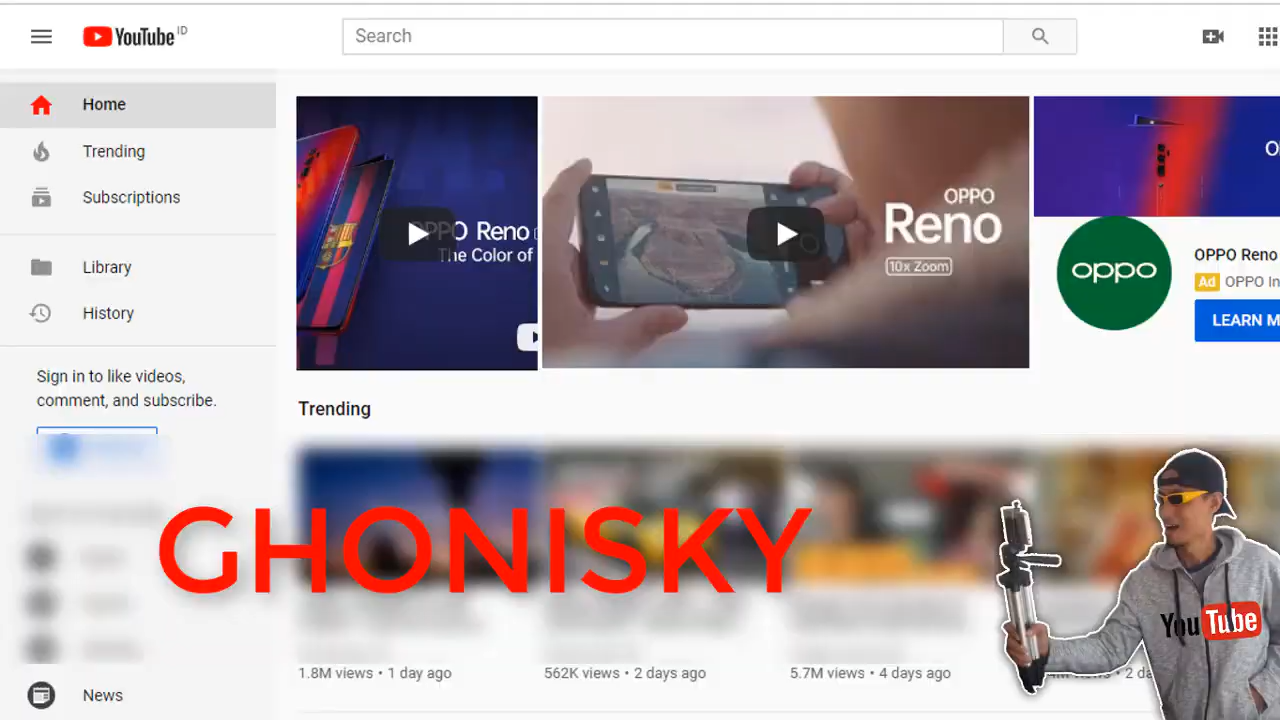 YouTube ID
Search
Home
Trending
Subscriptions
Library
History
Sign in to like videos,
comment, and subscribe.
News
OPPO Reno
The Color of
OPPO
Reno
10x Zoom
oppo
OPPO Reno
Ad OPPO In
LEARN M
Trending
GHONISKY
1.8M views • 1 day ago
562K views • 2 days ago
5.7M views • 4 days ago
YouTube